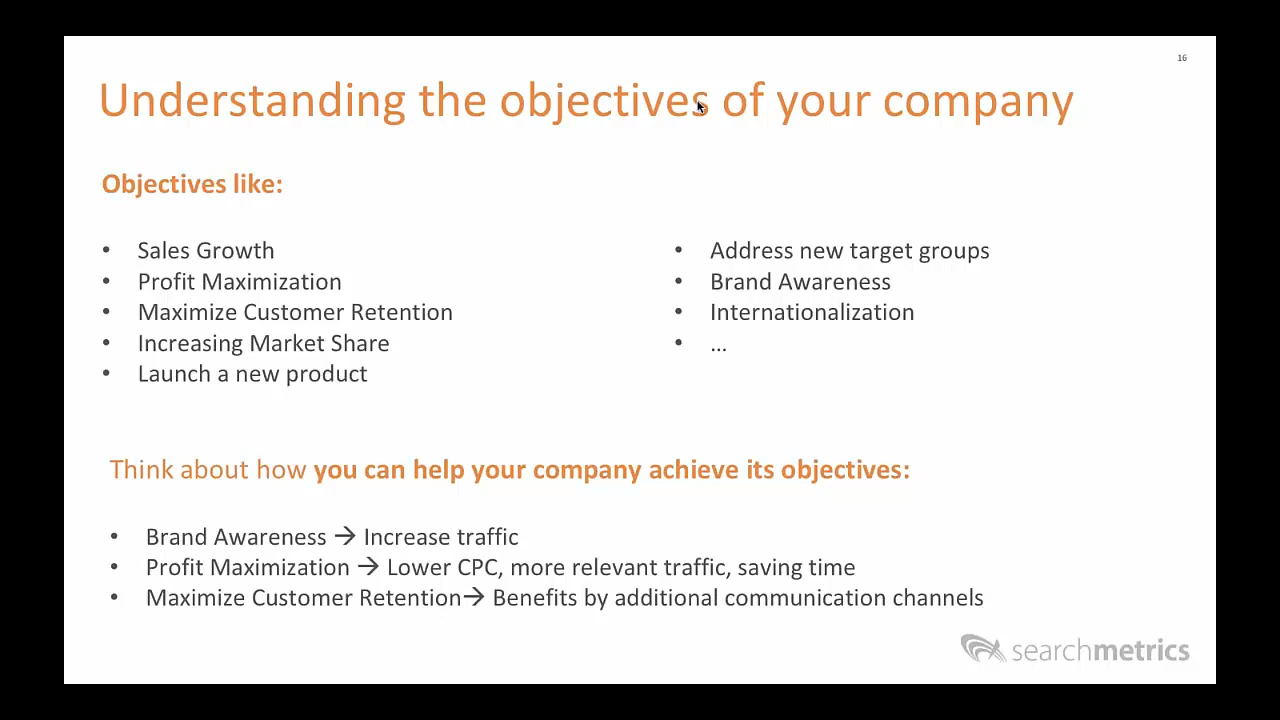 16
Understanding the objectives of your company
Objectives like:
• Sales Growth
• Profit Maximization
• Maximize Customer Retention
• Increasing Market Share
• Launch a new product
• Address new target groups
• Brand Awareness
• Internationalization
• ...
Think about how you can help your company achieve its objectives:
• Brand Awareness → Increase traffic
• Profit Maximization → Lower CPC, more relevant traffic, saving time
• Maximize Customer Retention→ Benefits by additional communication channels
searchmetrics